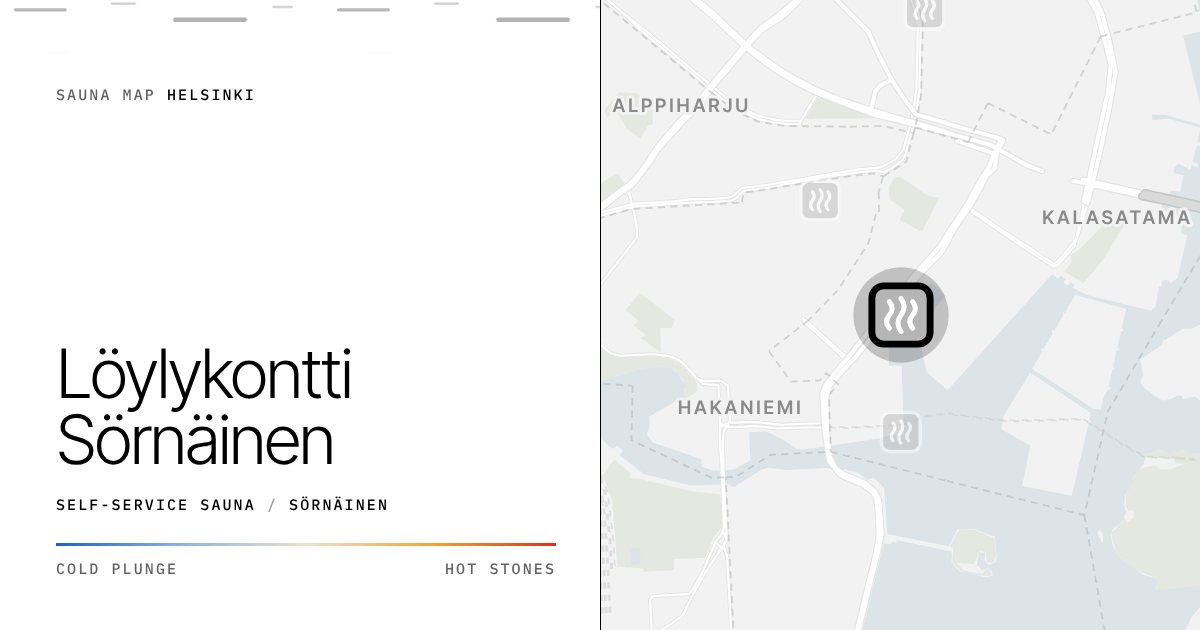 SAUNA MAP HELSINKI
Löylykontti
Sörnäinen
SELF-SERVICE SAUNA / SÖRNÄINEN
COLD PLUNGE
HOT STONES
ALPPIHARJU
KALASATAMA
HAKANIEMI